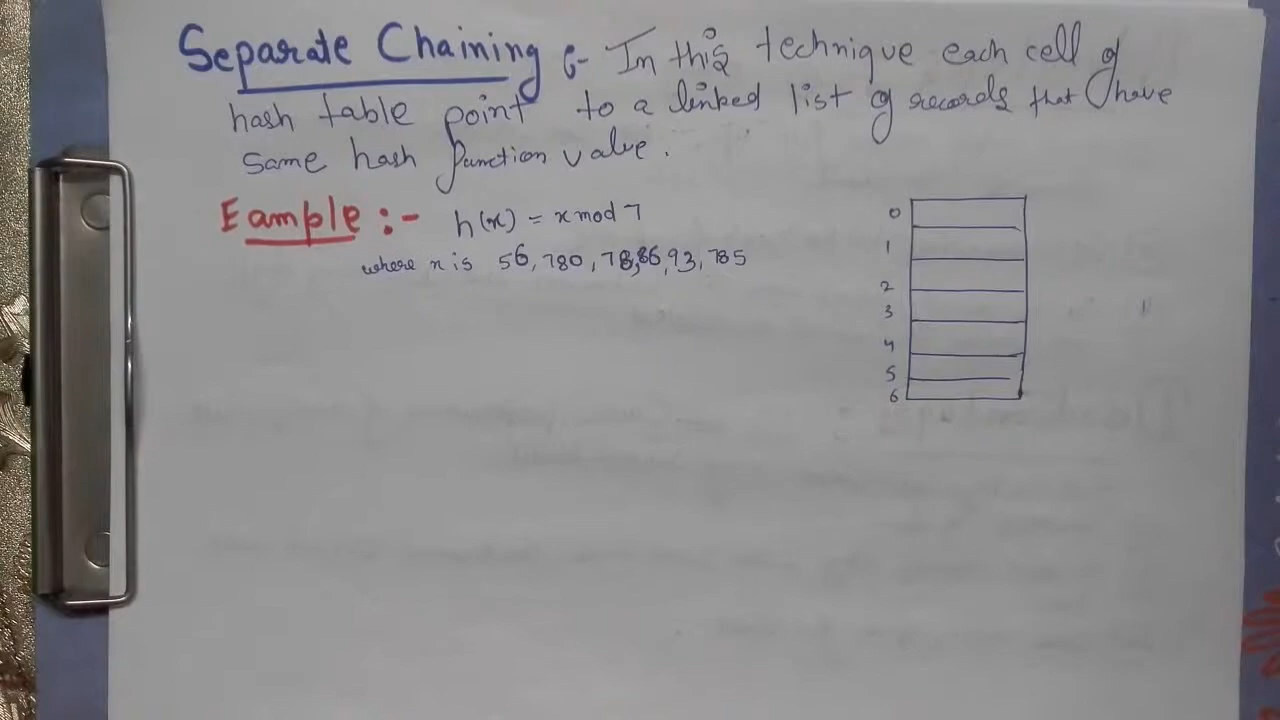 Separate Chaining :- In this technique each cell of
hash table point to a linked list of records that have
same hash function value.
Eample :- h(x) = x mod 7
where x is 56, 780, 78,86,93, 785
0
1
2
3
4
5
6